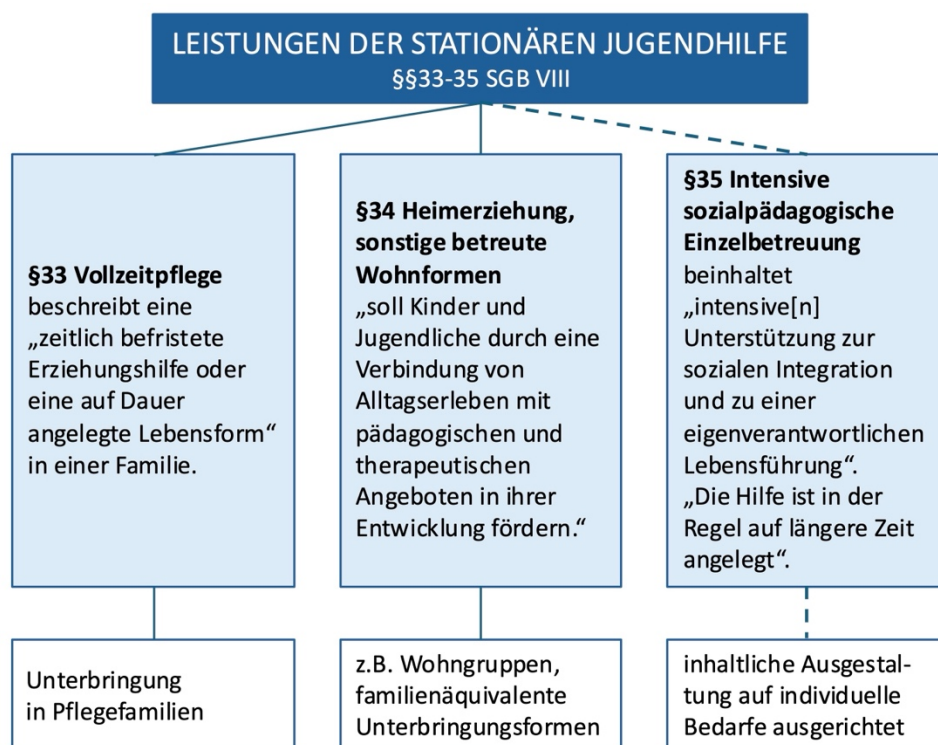 LEISTUNGEN DER STATIONÄREN JUGENDHILFE
§§33-35 SGB VIII
§33 Vollzeitpflege
beschreibt eine
„zeitlich befristete
Erziehungshilfe oder
eine auf Dauer
angelegte Lebensform“
in einer Familie.
§34 Heimerziehung,
sonstige betreute
Wohnformen
„soll Kinder und
Jugendliche durch eine
Verbindung von
Alltagserleben mit
pädagogischen und
therapeutischen
Angeboten in ihrer
Entwicklung fördern.“
§35 Intensive
sozialpädagogische
Einzelbetreuung
beinhaltet
„intensive[n]
Unterstützung zur
sozialen Integration
und zu einer
eigenverantwortlichen
Lebensführung“.
„Die Hilfe ist in der
Regel auf längere Zeit
angelegt“.
Unterbringung
in Pflegefamilien
z.B. Wohngruppen,
familienäquivalente
Unterbringungsformen
inhaltliche Ausgestal-
tung auf individuelle
Bedarfe ausgerichtet